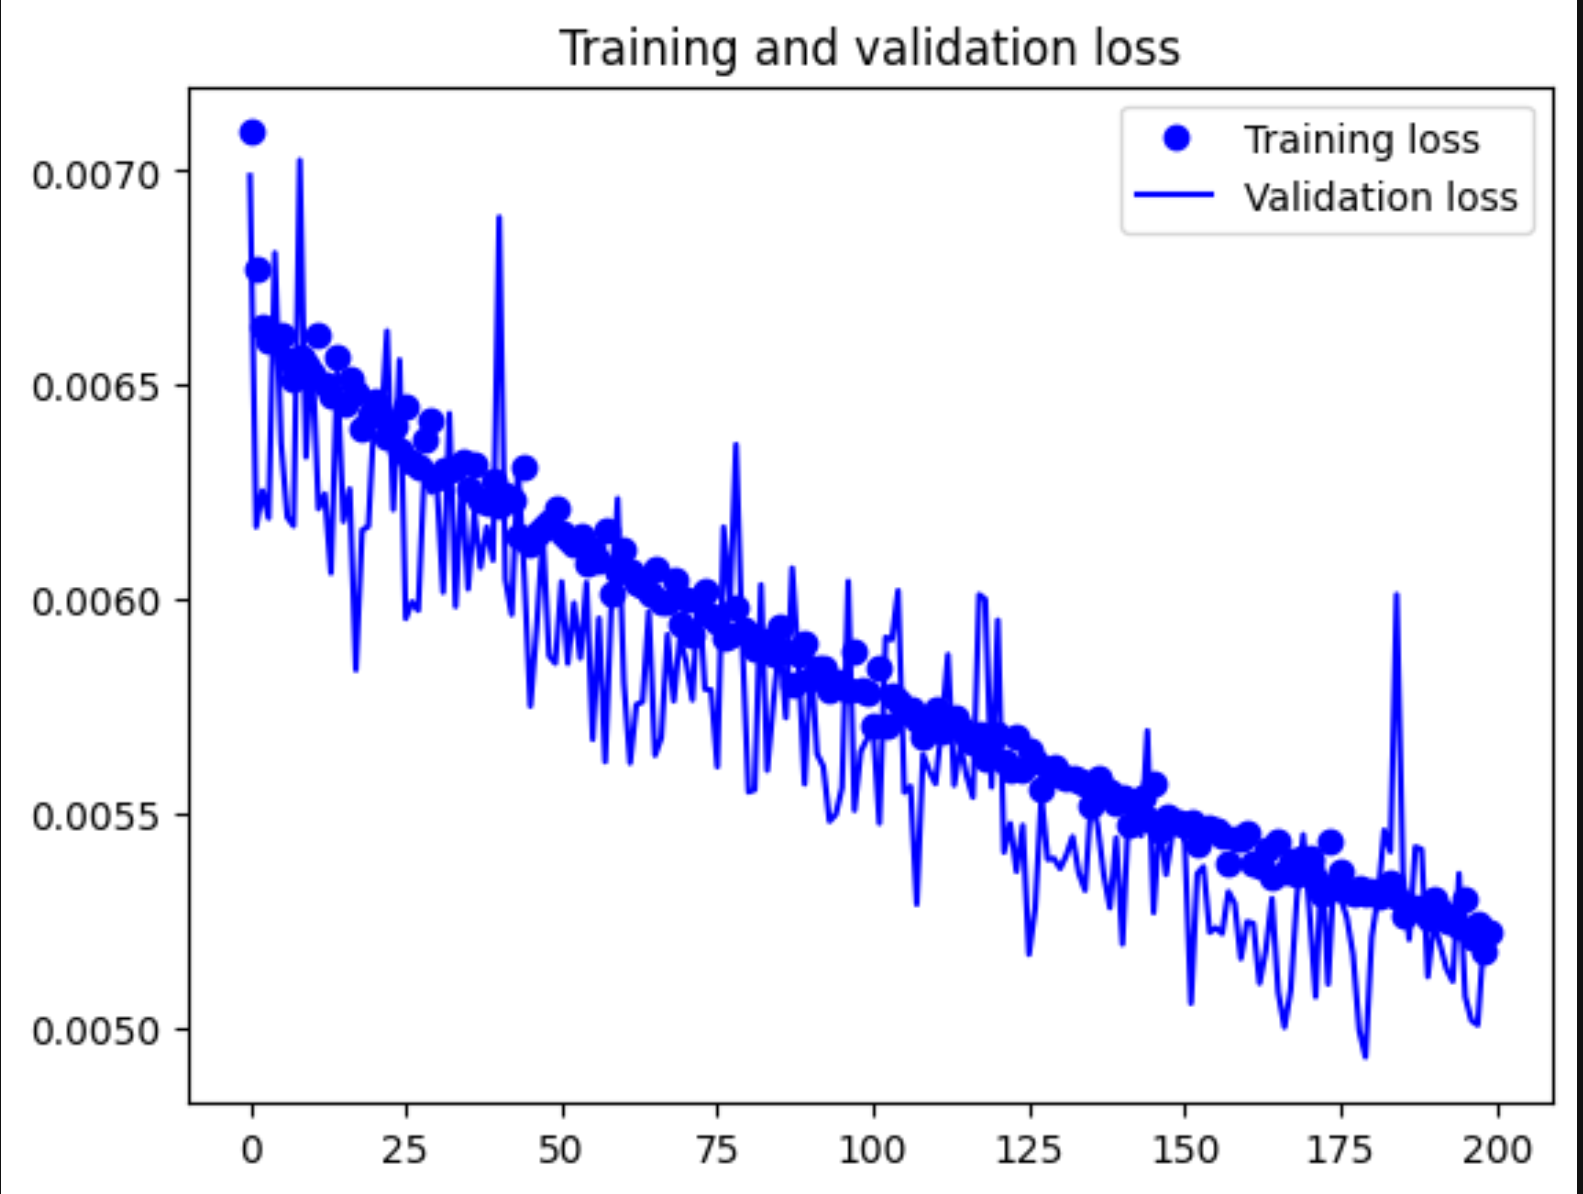 Training and validation loss
Training loss
Validation loss
0.0070
0.0065
0.0060
0.0055
0.0050
0 25 50 75 100 125 150 175 200